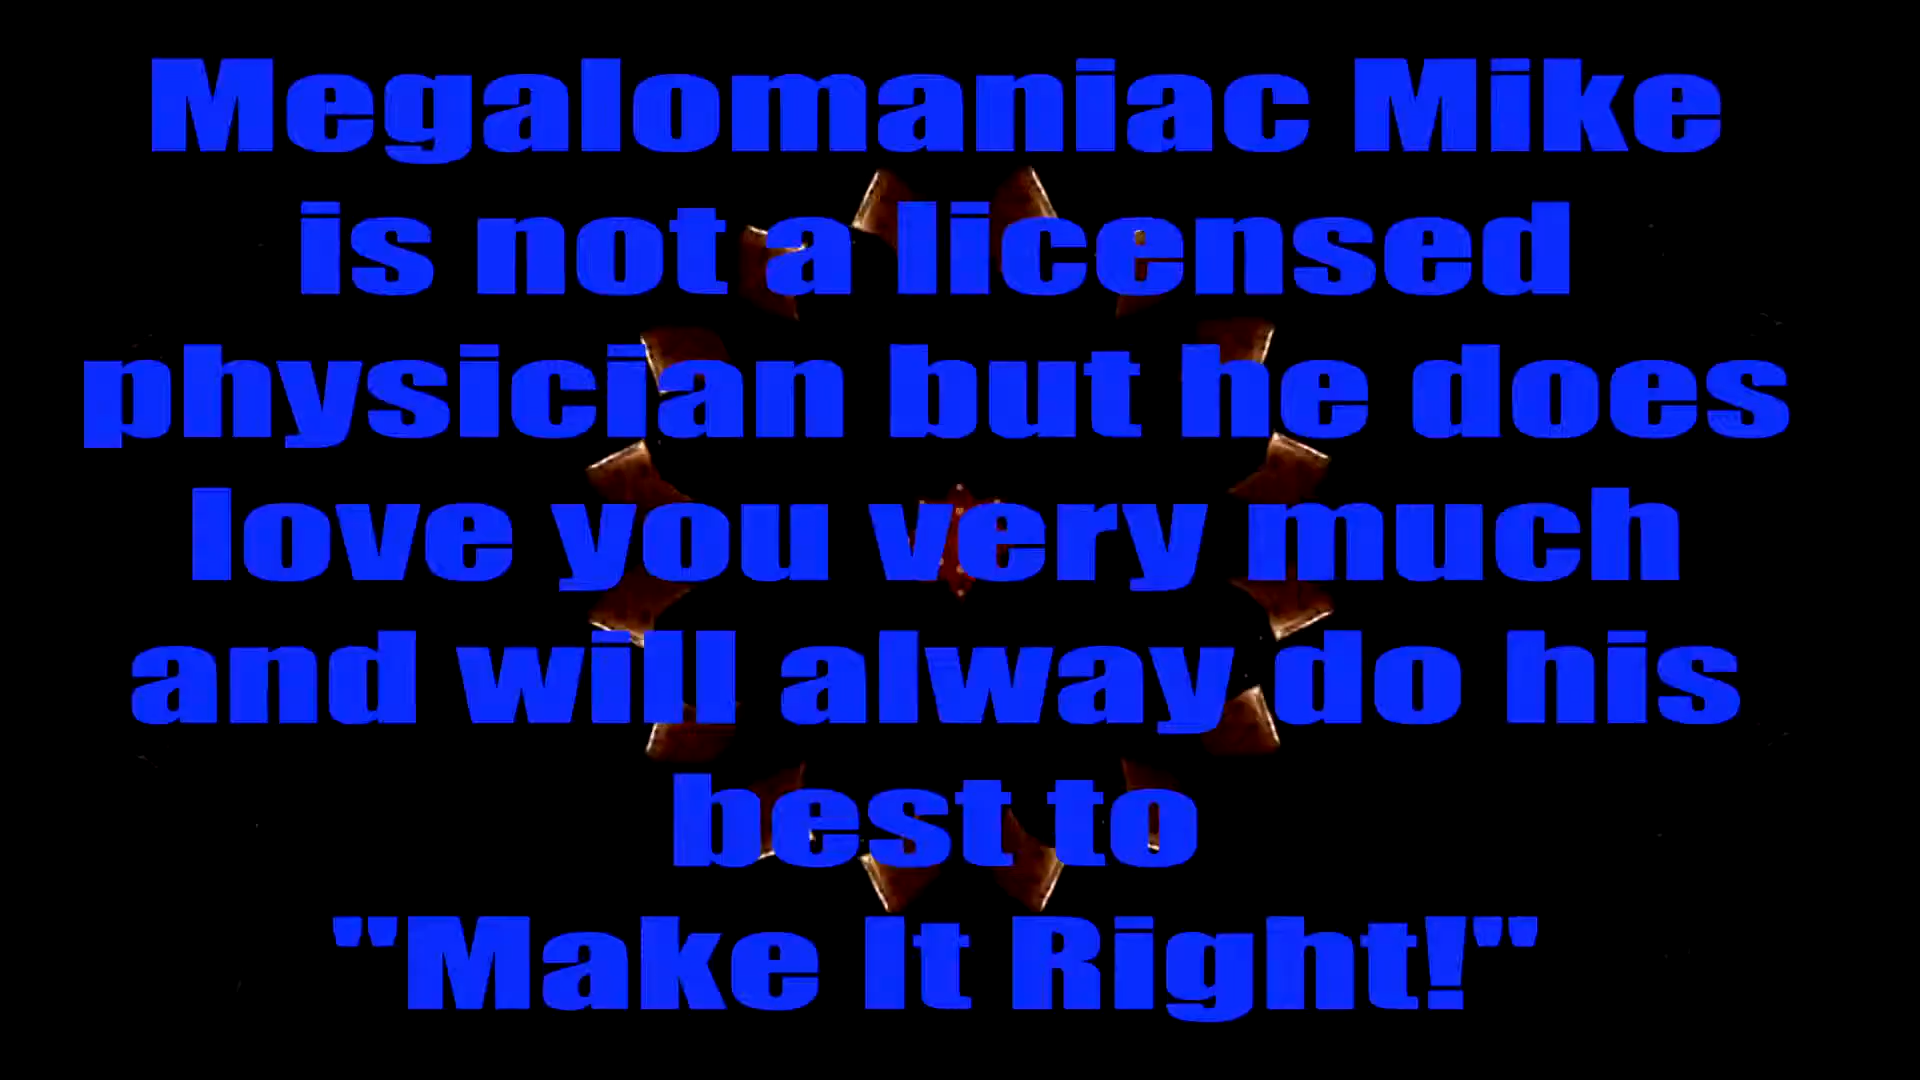 Megalomaniac Mike
is not a licensed
physician but he does
love you very much
and will alway do his
best to
"Make It Right!"